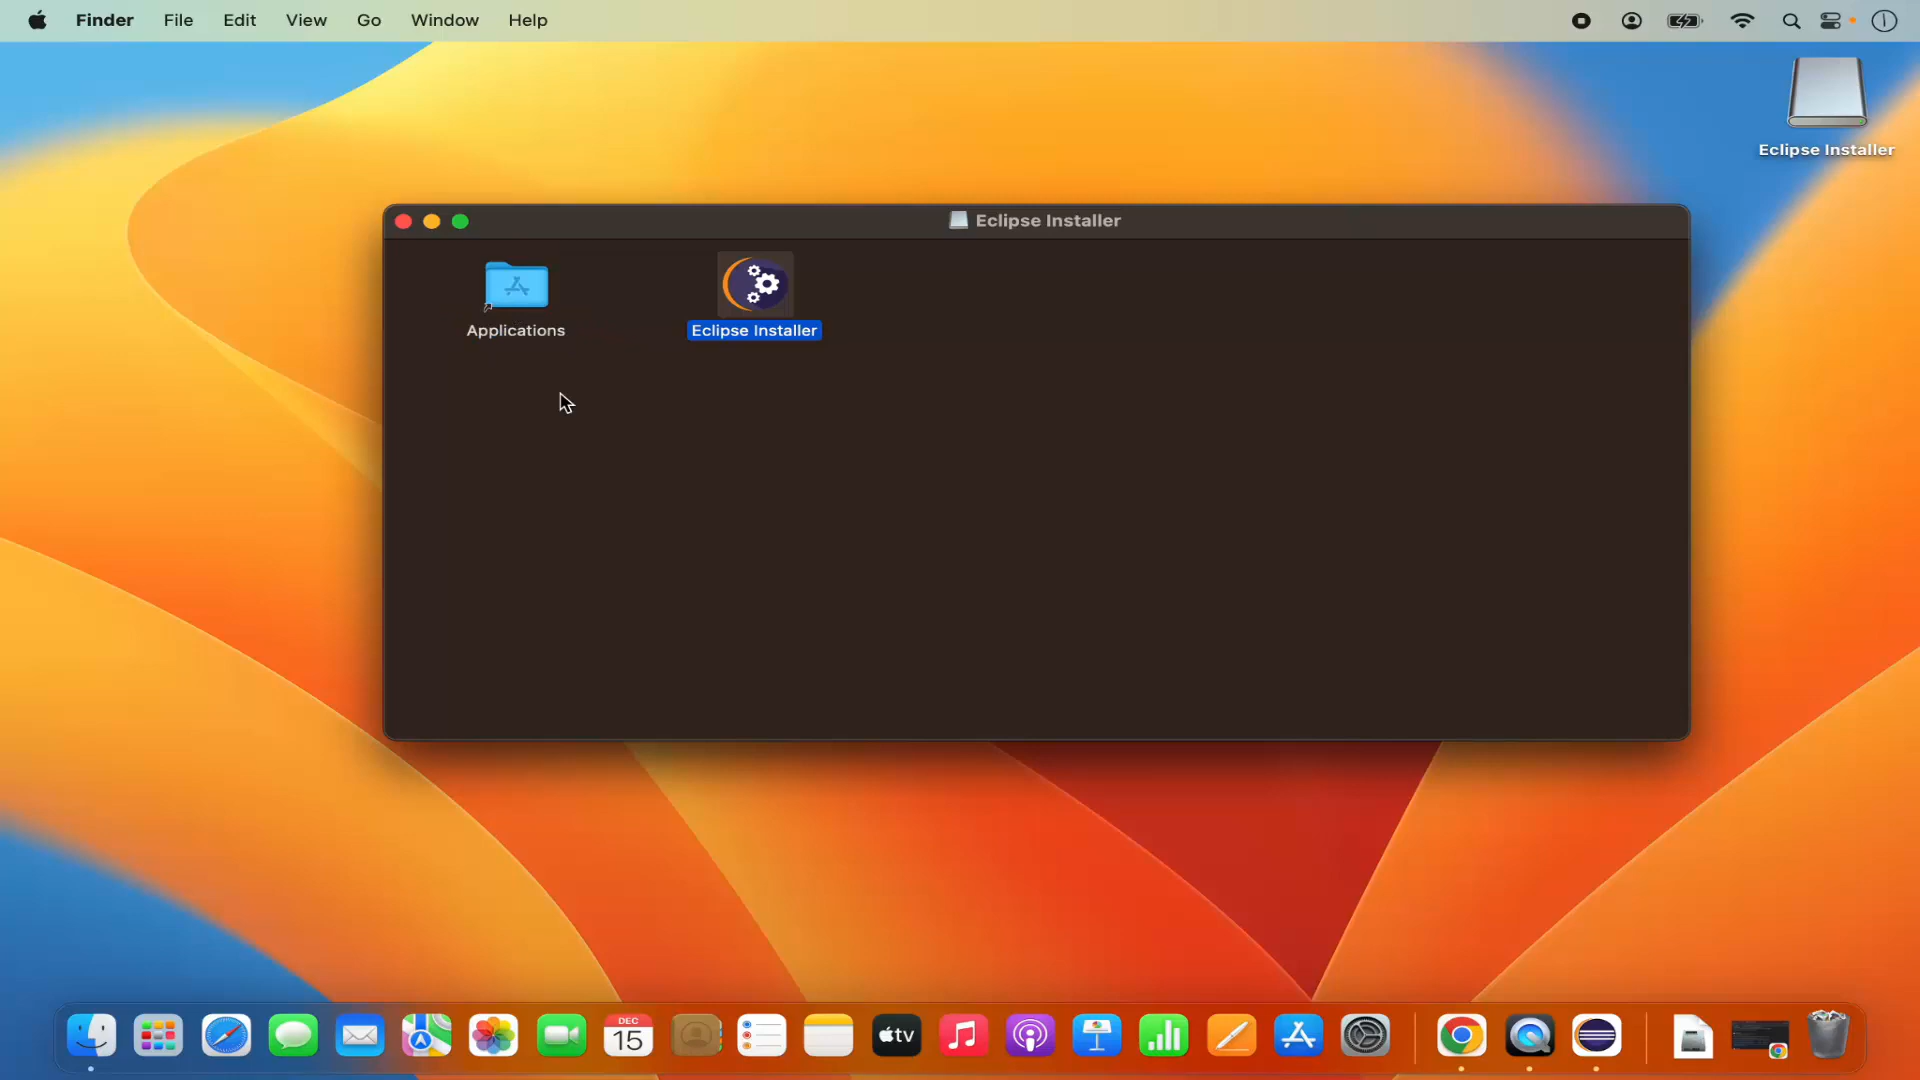 Finder File Edit View Go Window Help
Eclipse Installer
Eclipse Installer
Applications Eclipse Installer
DEC
15
tv